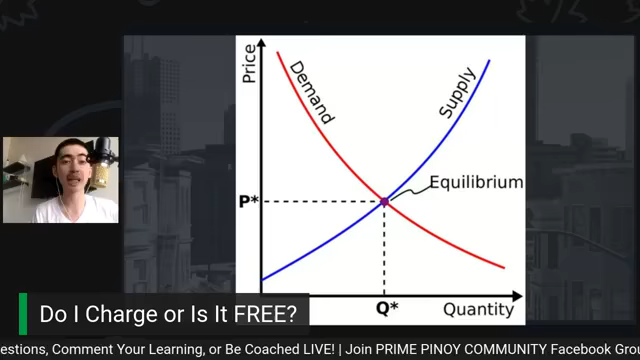 Price
Demand
Supply
Equilibrium
P*
Q*
Quantity
Do I Charge or Is It FREE?
estions, Comment Your Learning, or Be Coached LIVE! | Join PRIME PINOY COMMUNITY Facebook Grou